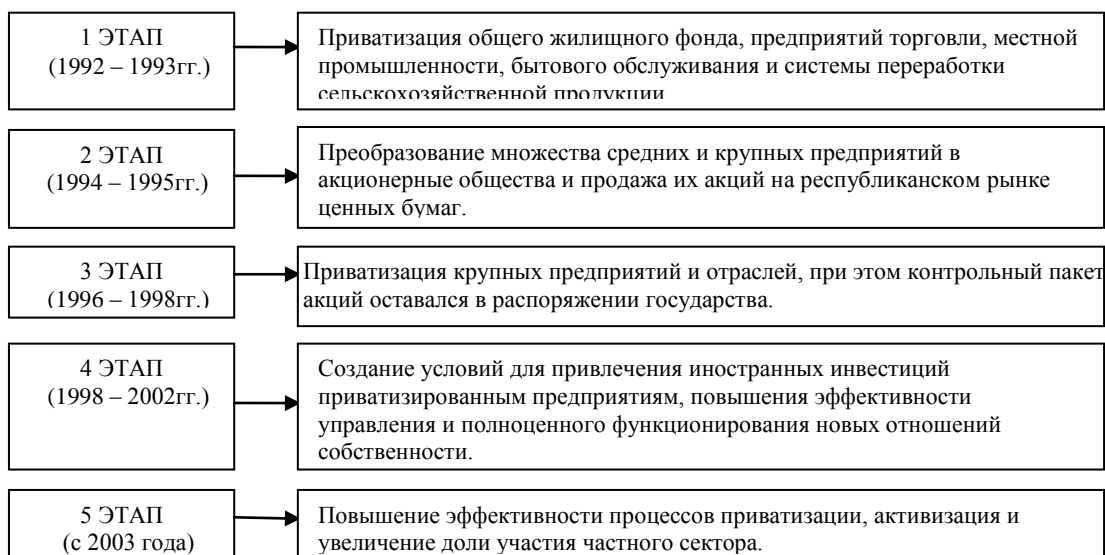 1 ЭТАП
(1992 – 1993гг.)
Приватизация общего жилищного фонда, предприятий торговли, местной
промышленности, бытового обслуживания и системы переработки
сельскохозяйственной продукции
2 ЭТАП
(1994 – 1995гг.)
Преобразование множества средних и крупных предприятий в
акционерные общества и продажа их акций на республиканском рынке
ценных бумаг.
3 ЭТАП
(1996 – 1998гг.)
Приватизация крупных предприятий и отраслей, при этом контрольный пакет
акций оставался в распоряжении государства.
4 ЭТАП
(1998 – 2002гг.)
Создание условий для привлечения иностранных инвестиций
приватизированным предприятиям, повышения эффективности
управления и полноценного функционирования новых отношений
собственности.
5 ЭТАП
(с 2003 года)
Повышение эффективности процессов приватизации, активизация и
увеличение доли участия частного сектора.